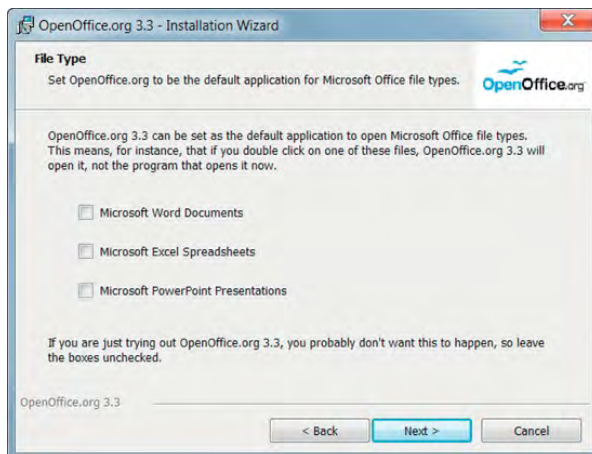 OpenOffice.org 3.3 - Installation Wizard
File Type
Set OpenOffice.org to be the default application for Microsoft Office file types.
OpenOffice.org
OpenOffice.org 3.3 can be set as the default application to open Microsoft Office file types.
This means, for instance, that if you double click on one of these files, OpenOffice.org 3.3 will
open it, not the program that opens it now.
Microsoft Word Documents
Microsoft Excel Spreadsheets
Microsoft PowerPoint Presentations
If you are just trying out OpenOffice.org 3.3, you probably don't want this to happen, so leave
the boxes unchecked.
OpenOffice.org 3.3
< Back
Next >
Cancel